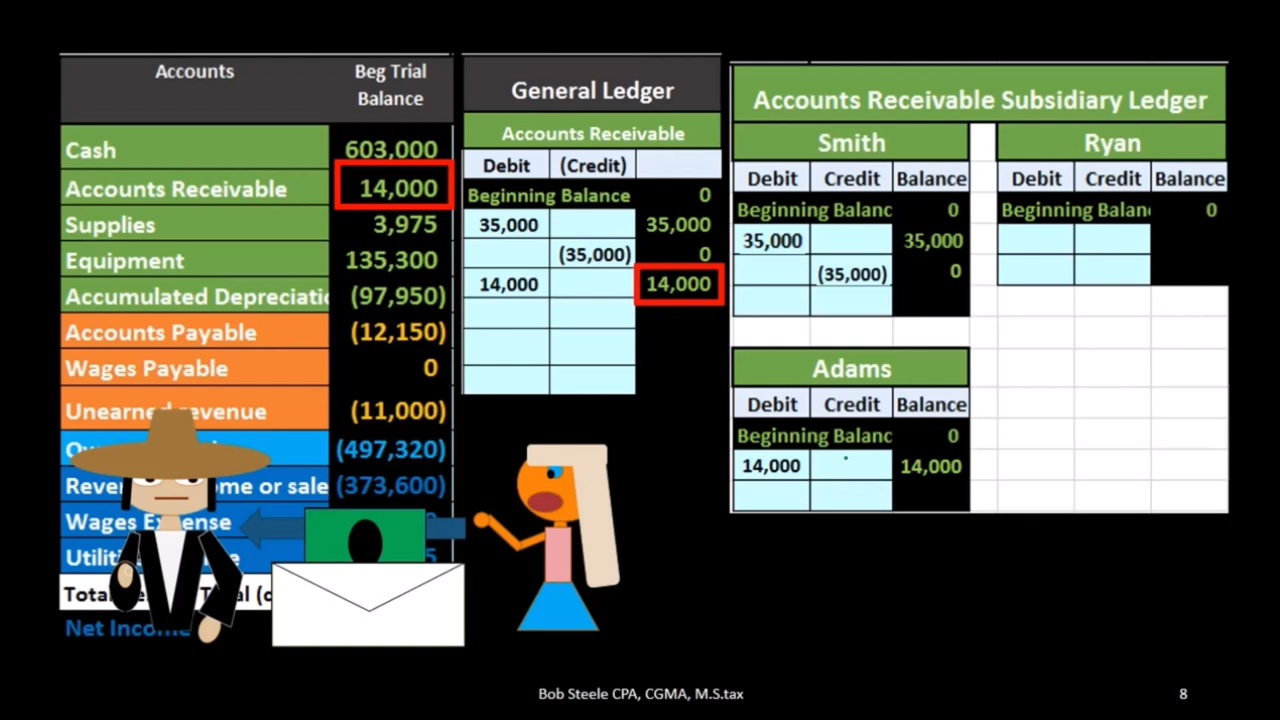 Accounts Beg Trial Balance
Cash 603,000
Accounts Receivable 14,000
Supplies 3,975
Equipment 135,300
Accumulated Depreciatio (97,950)
Accounts Payable (12,150)
Wages Payable 0
Unearned revenue (11,000)
(497,320)
(373,600)
Wages Expense
Net Income
General Ledger
Accounts Receivable
Debit (Credit)
Beginning Balance 0
35,000 35,000
(35,000) 0
14,000 14,000
Accounts Receivable Subsidiary Ledger
Smith
Debit Credit Balance
Beginning Balanc 0
35,000 35,000
(35,000) 0
Ryan
Debit Credit Balance
Beginning Balan 0
Adams
Debit Credit Balance
Beginning Balanc 0
14,000 14,000
Bob Steele CPA, CGMA, M.S.tax
8